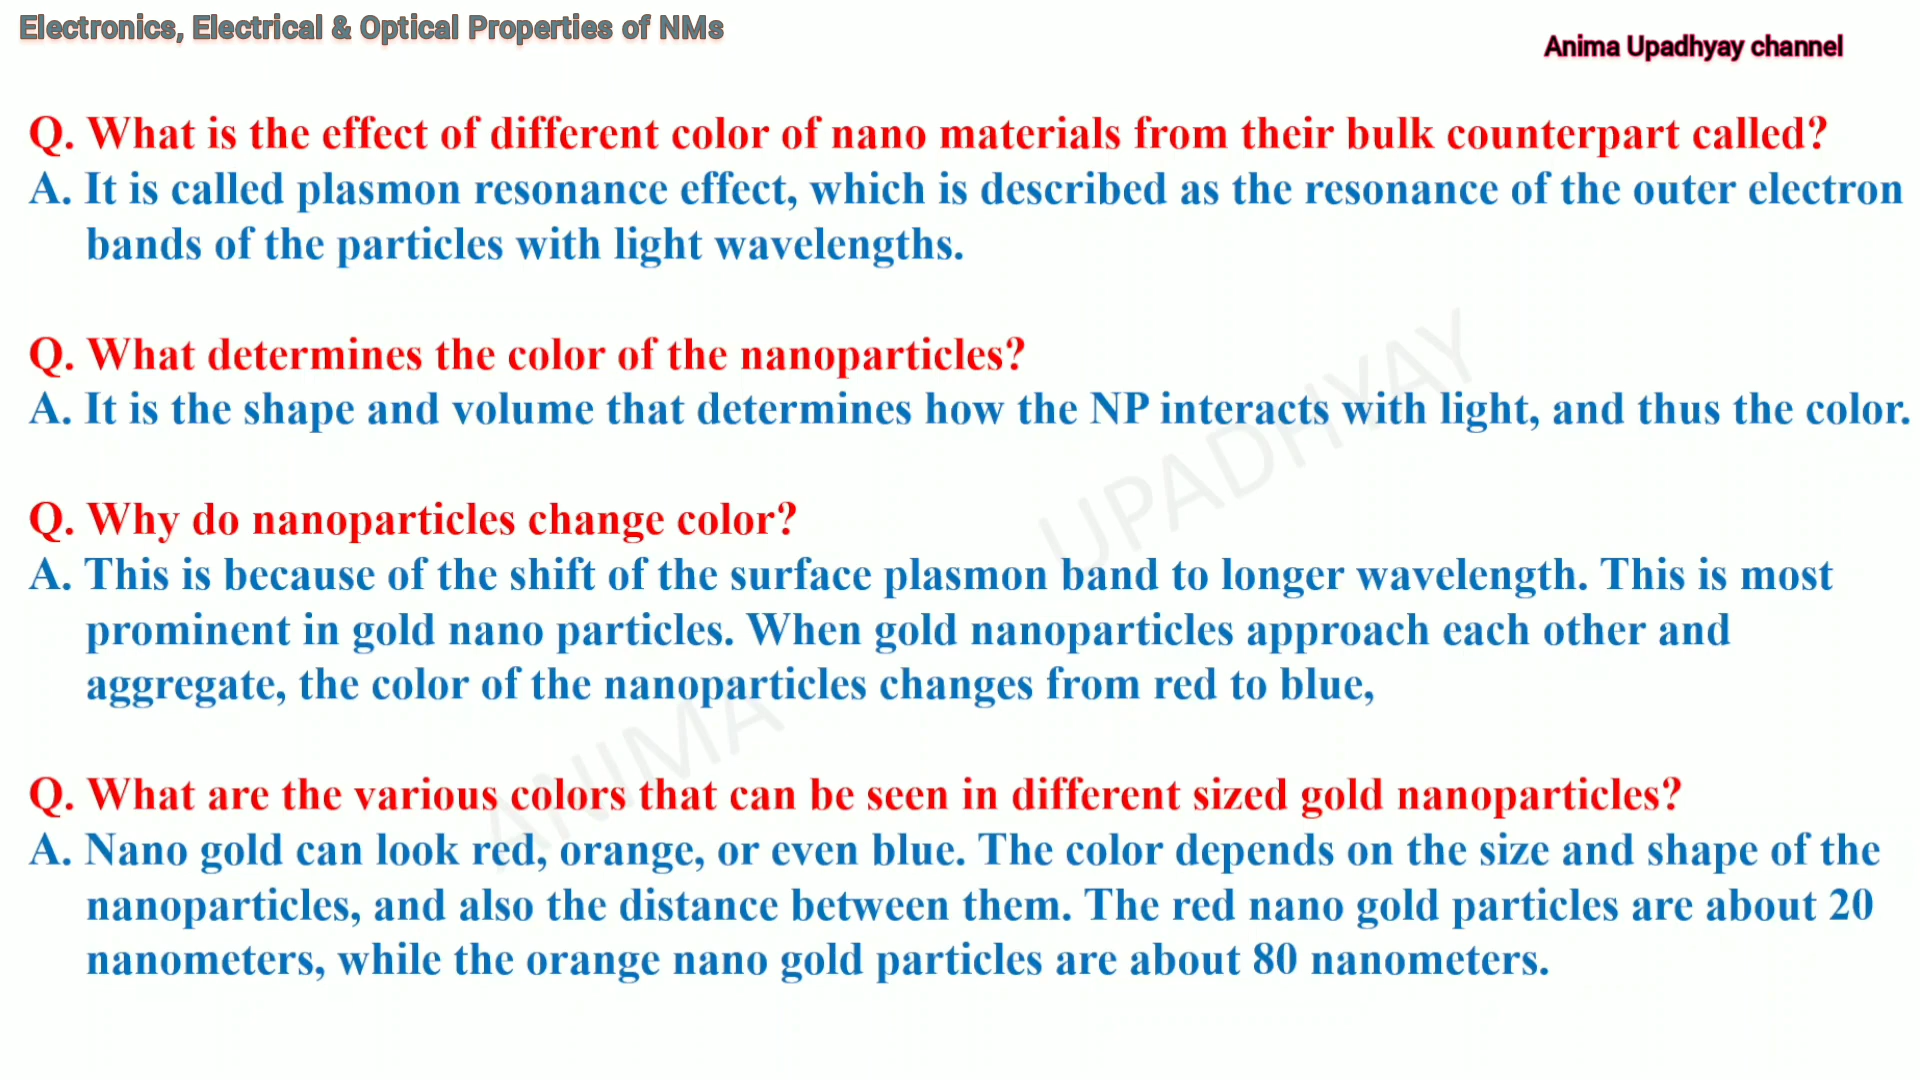 Electronics, Electrical & Optical Properties of NMs
Anima Upadhyay channel
Q. What is the effect of different color of nano materials from their bulk counterpart called?
A. It is called plasmon resonance effect, which is described as the resonance of the outer electron
bands of the particles with light wavelengths.
Q. What determines the color of the nanoparticles?
A. It is the shape and volume that determines how the NP interacts with light, and thus the color.
Q. Why do nanoparticles change color?
A. This is because of the shift of the surface plasmon band to longer wavelength. This is most
prominent in gold nano particles. When gold nanoparticles approach each other and
aggregate, the color of the nanoparticles changes from red to blue,
Q. What are the various colors that can be seen in different sized gold nanoparticles?
A. Nano gold can look red, orange, or even blue. The color depends on the size and shape of the
nanoparticles, and also the distance between them. The red nano gold particles are about 20
nanometers, while the orange nano gold particles are about 80 nanometers.
ANIMA UPADHYAY